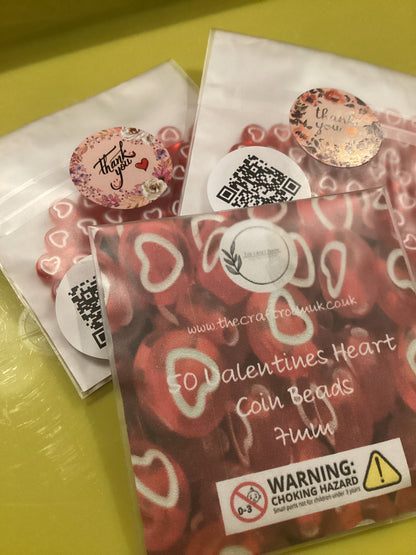 thank
you
thank
you
www.thecraftroomuk.co.uk
50 Valentines Heart
Coin Beads
7mm
0-3
WARNING:
CHOKING HAZARD
Small parts not for children under 3 years